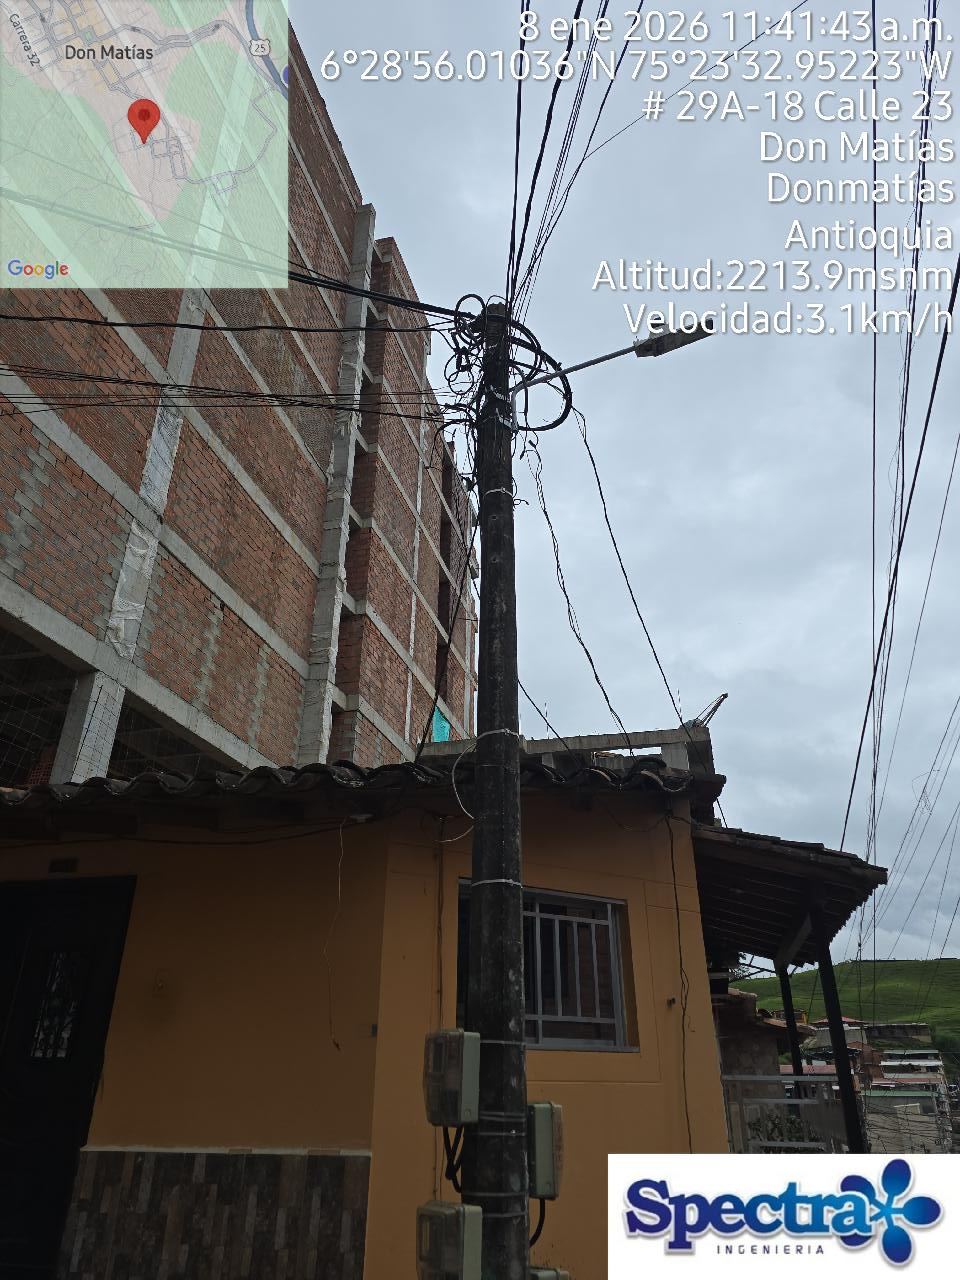 8 ene 2026 11:41:43 a.m.
6°28'56.01036"N 75°23'32.95223"W
# 29A-18 Calle 23
Don Matías
Donmatías
Antioquia
Altitud:2213.9msnm
Velocidad:3.1km/h
Carrera 32
Don Matías
25
Google
Spectra
INGENIERIA